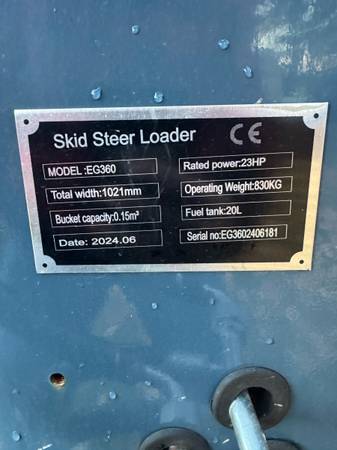 Skid Steer Loader CE
MODEL:EG360 Rated power:23HP
Total width:1021mm Operating Weight:830KG
Bucket capacity:0.15m³ Fuel tank:20L
Date: 2024.06 Serial no:EG3602406181